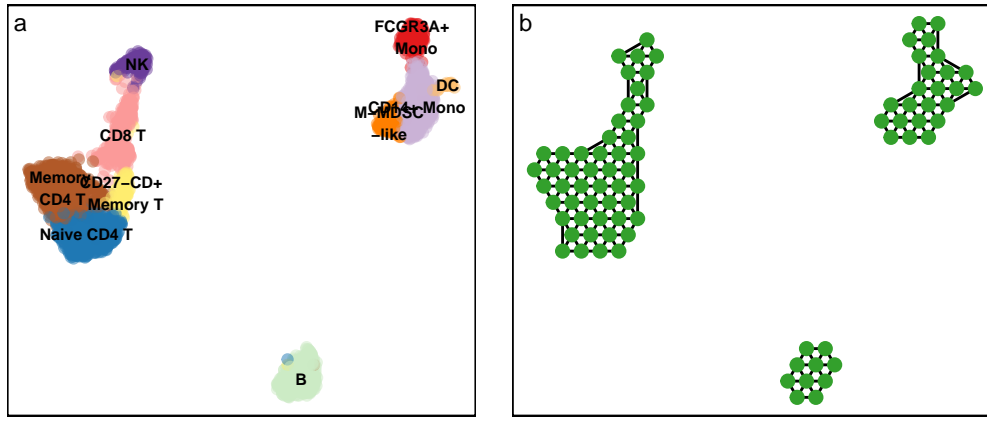 a
b
FCGR3A+
Mono
NK
DC
CD14+ Mono
M−MDSC
−like
CD8 T
Memory
CD4 T
CD27−CD+
Memory T
Naive CD4 T
B